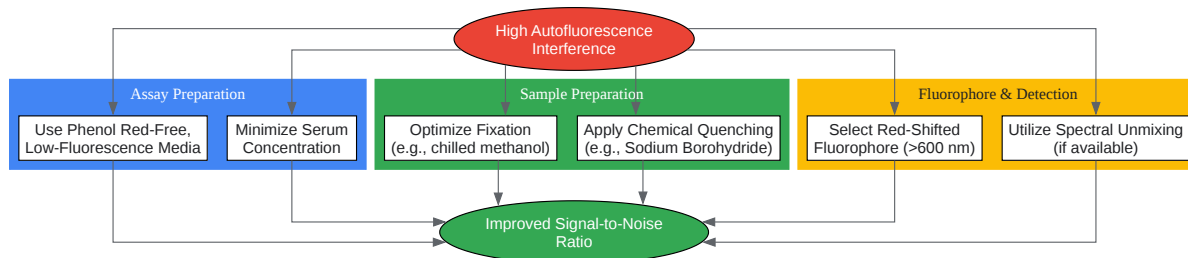 High Autofluorescence
Interference
Assay Preparation
Use Phenol Red-Free,
Low-Fluorescence Media
Minimize Serum
Concentration
Sample Preparation
Optimize Fixation
(e.g., chilled methanol)
Apply Chemical Quenching
(e.g., Sodium Borohydride)
Fluorophore & Detection
Select Red-Shifted
Fluorophore (>600 nm)
Utilize Spectral Unmixing
(if available)
Improved Signal-to-Noise
Ratio